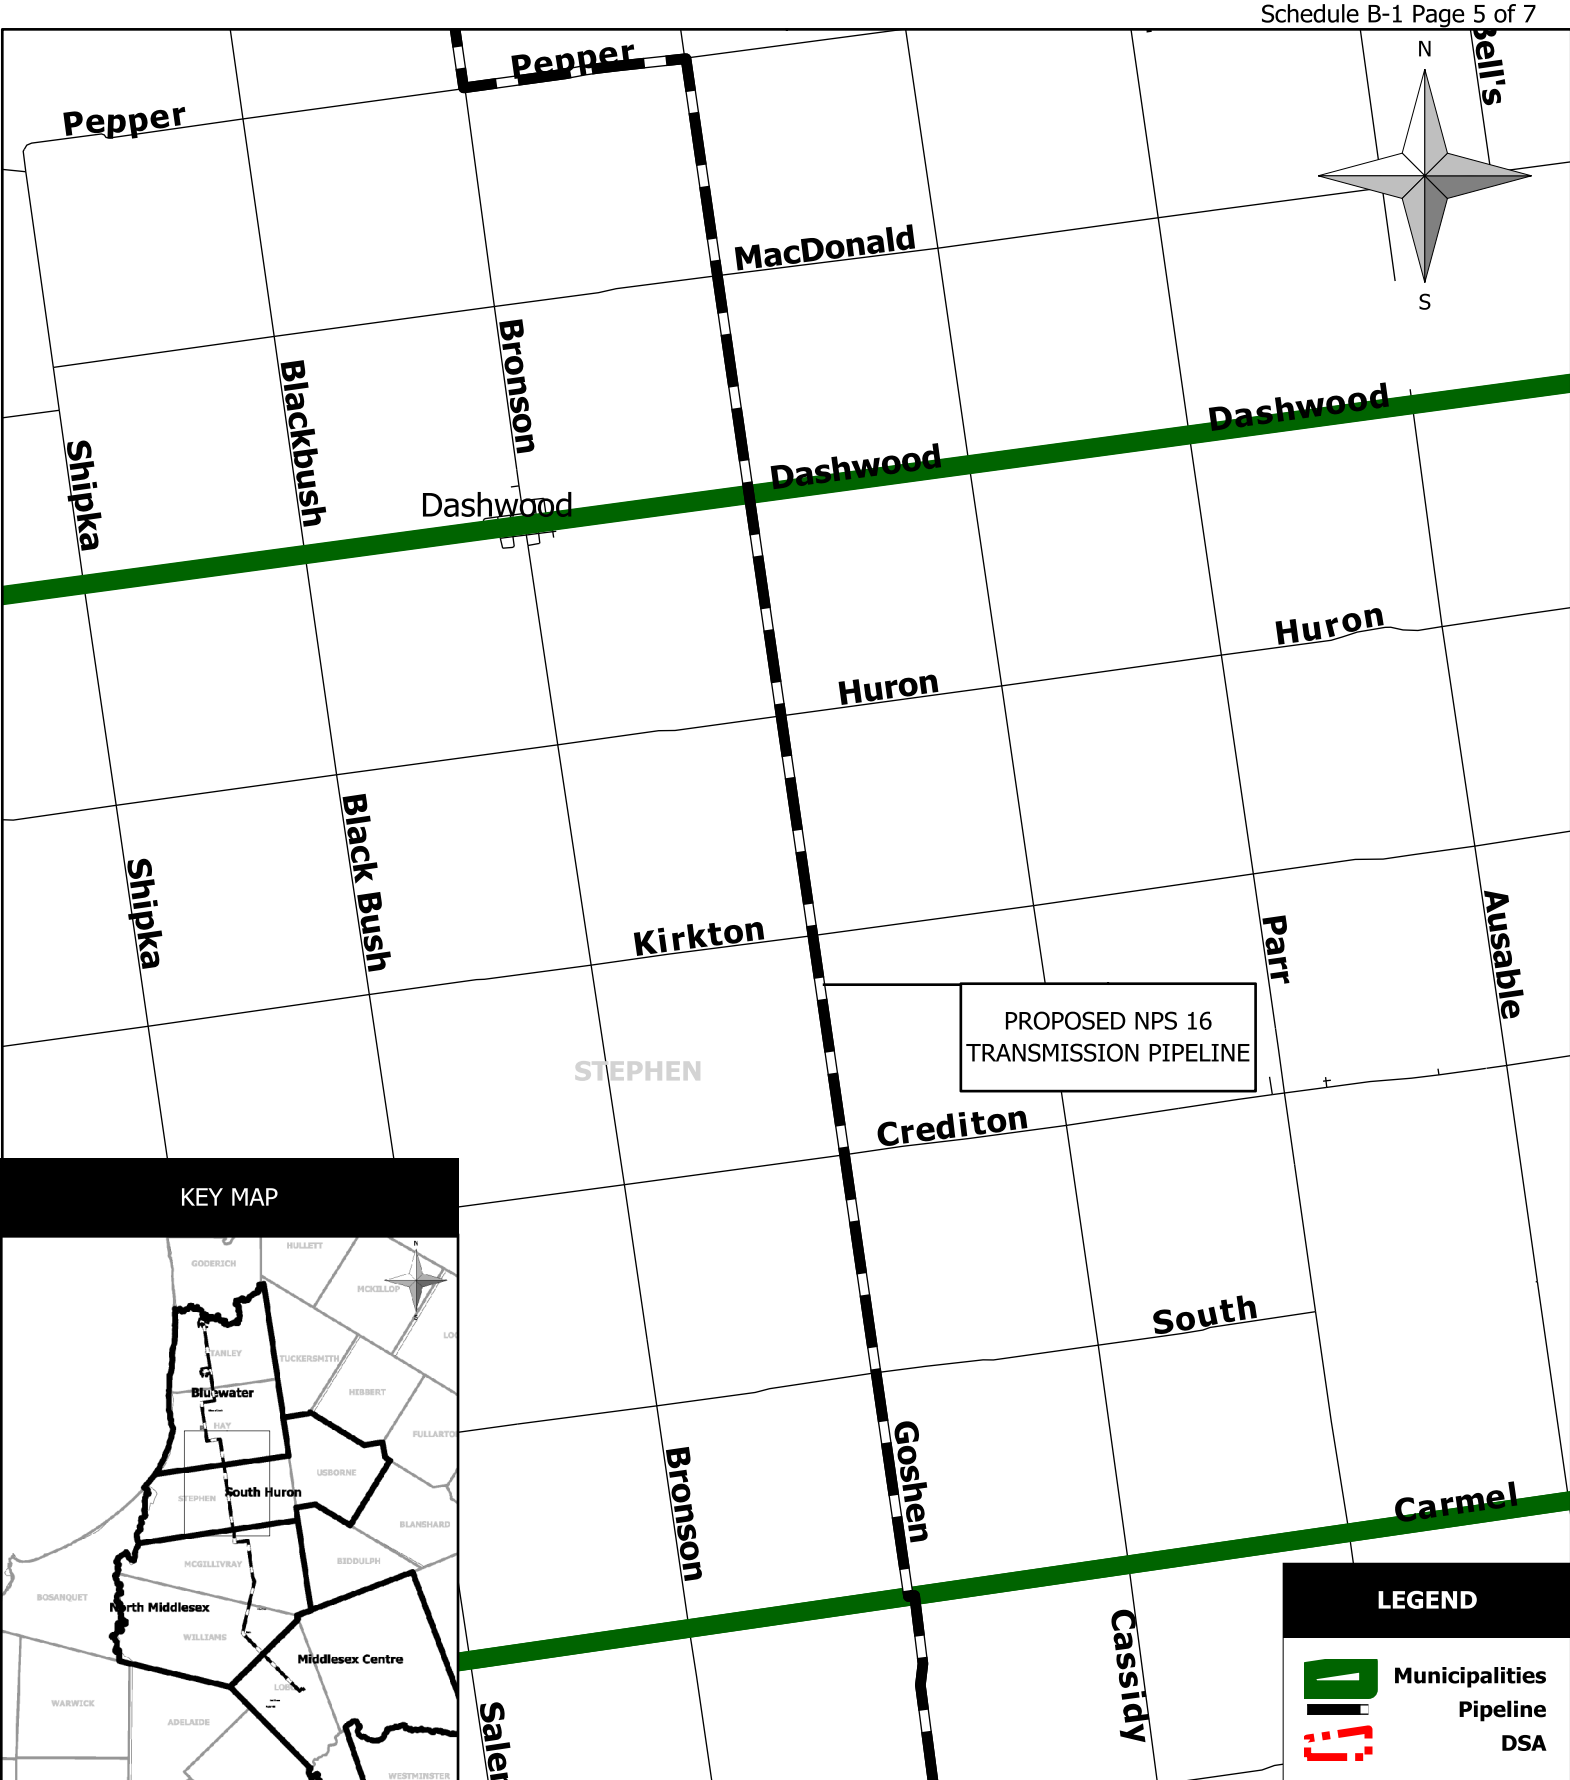 Schedule B-1 Page 5 of 7
Pepper
Pepper
Bell's
N
S
MacDonald
Bronson
Blackbush
Shipka
Dashwood
Dashwood
Dashwood
Huron
Huron
Black Bush
Shipka
Kirkton
Parr
Ausable
PROPOSED NPS 16
TRANSMISSION PIPELINE
STEPHEN
Crediton
South
Goshen
Bronson
Carmel
Cassidy
KEY MAP
GODERICH
HULLETT
N
MCKILLOP
TUCKERSMITH
Bluewater
HIBBERT
HAY
USBORNE
STEPHEN
South Huron
BLANSHARD
MCGILLIVRAY
BIDDULPH
BOSANQUET
North Middlesex
WILLIAMS
Middlesex Centre
WARWICK
ADELAIDE
WESTMINSTER
LEGEND
Municipalities
Pipeline
DSA